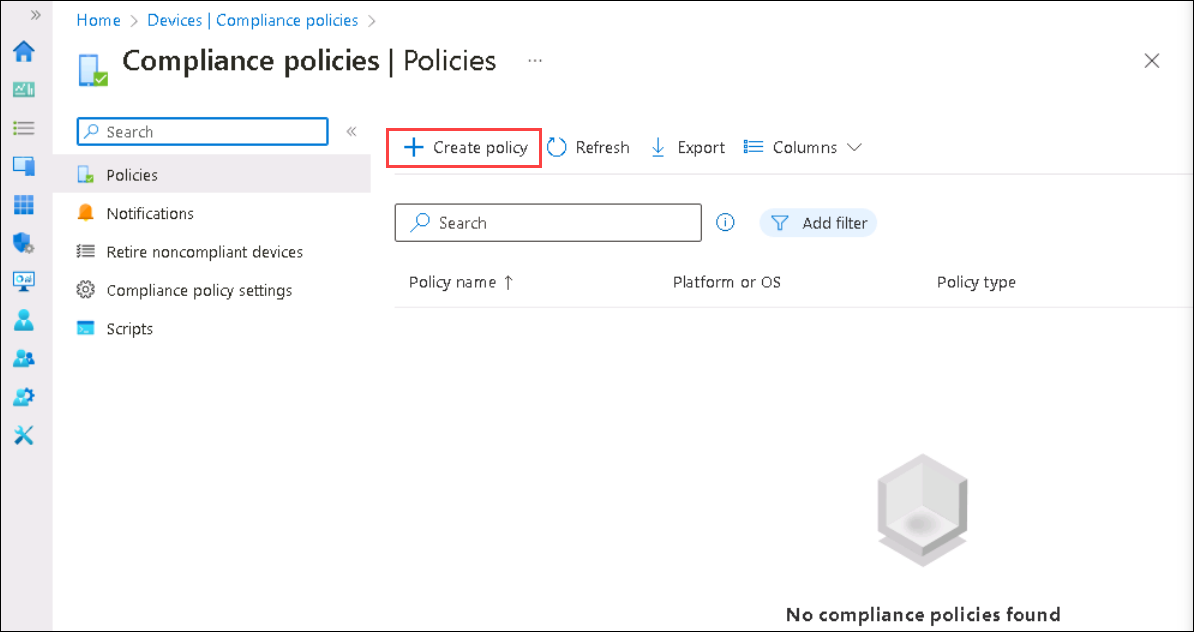 Home > Devices | Compliance policies >
Compliance policies | Policies ...
Search
Policies
Notifications
Retire noncompliant devices
Compliance policy settings
Scripts
Create policy Refresh Export Columns
Search Add filter
Policy name ↑ Platform or OS Policy type
No compliance policies found